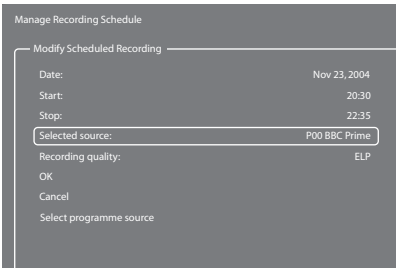 Manage Recording Schedule
Modify Scheduled Recording
Date: Nov 23, 2004
Start: 20:30
Stop: 22:35
Selected source: P00 BBC Prime
Recording quality: ELP
OK
Cancel
Select programme source